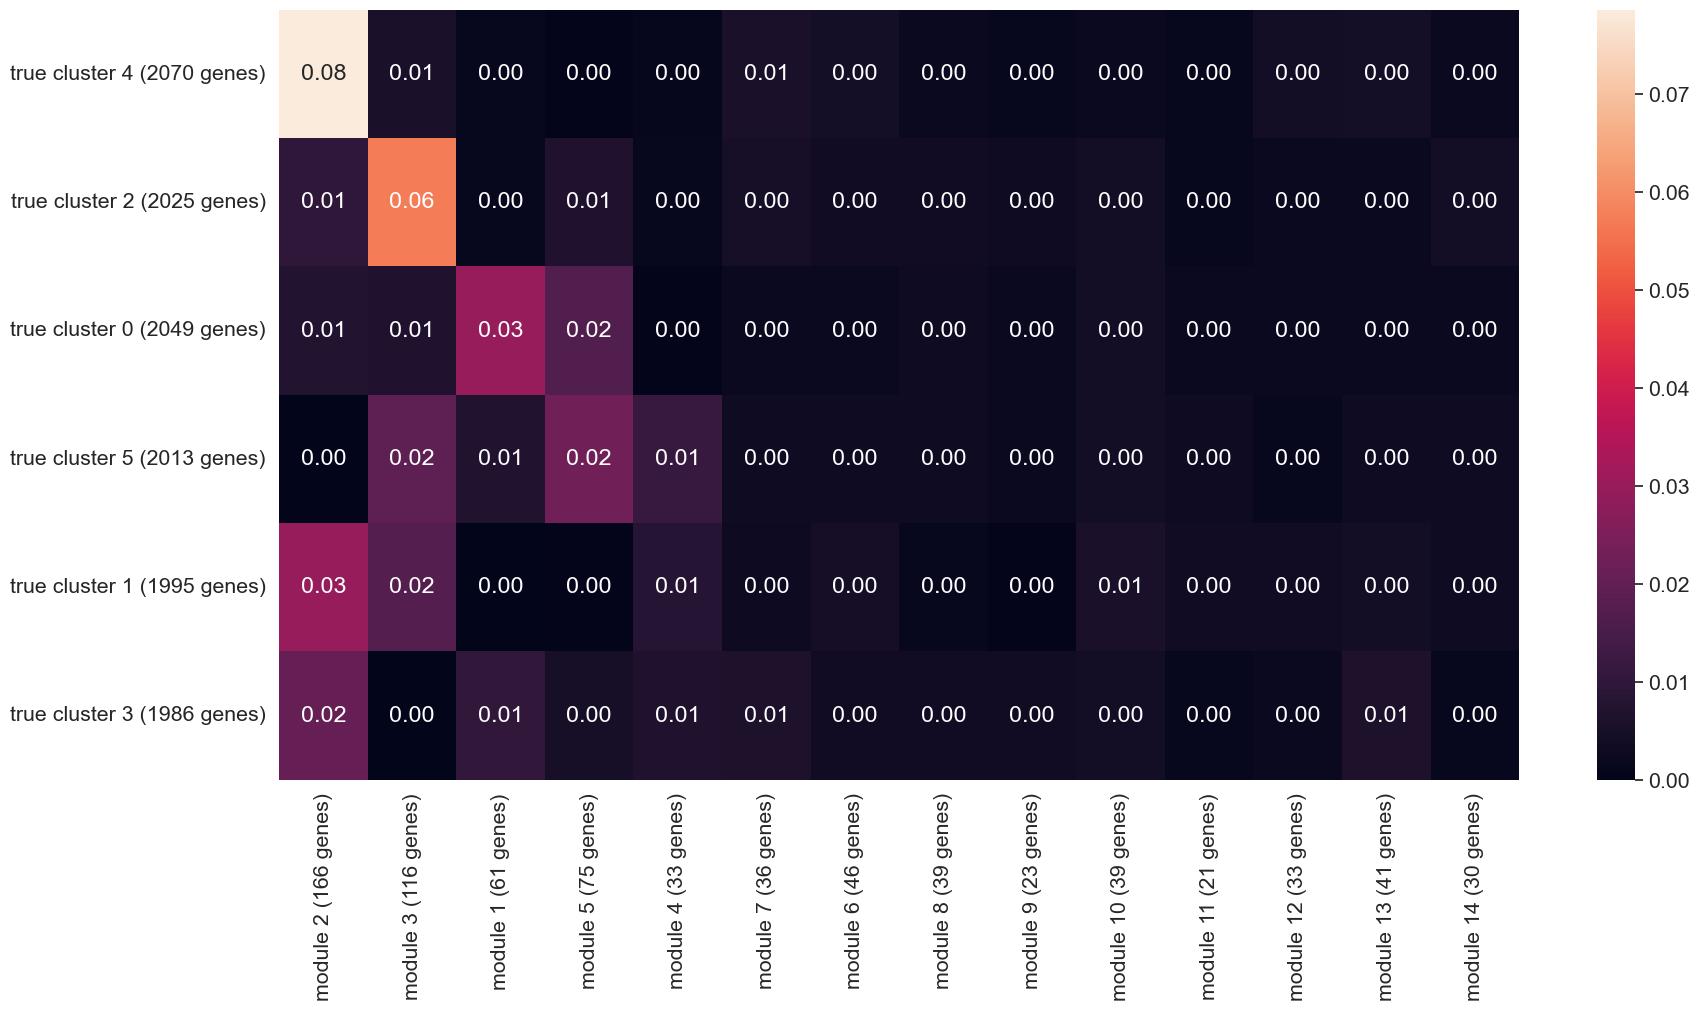 true cluster 4 (2070 genes) 0.08 0.01 0.00 0.00 0.00 0.01 0.00 0.00 0.00 0.00 0.00 0.00 0.00 0.00
0.07
true cluster 2 (2025 genes) 0.01 0.06 0.00 0.01 0.00 0.00 0.00 0.00 0.00 0.00 0.00 0.00 0.00 0.00
0.06
0.05
true cluster 0 (2049 genes) 0.01 0.01 0.03 0.02 0.00 0.00 0.00 0.00 0.00 0.00 0.00 0.00 0.00 0.00
0.04
true cluster 5 (2013 genes) 0.00 0.02 0.01 0.02 0.01 0.00 0.00 0.00 0.00 0.00 0.00 0.00 0.00 0.00
0.03
true cluster 1 (1995 genes) 0.03 0.02 0.00 0.00 0.01 0.00 0.00 0.00 0.00 0.01 0.00 0.00 0.00 0.00
0.02
0.01
true cluster 3 (1986 genes) 0.02 0.00 0.01 0.00 0.01 0.01 0.00 0.00 0.00 0.00 0.00 0.00 0.01 0.00
0.00
module 2 (166 genes)
module 3 (116 genes)
module 1 (61 genes)
module 5 (75 genes)
module 4 (33 genes)
module 7 (36 genes)
module 6 (46 genes)
module 8 (39 genes)
module 9 (23 genes)
module 10 (39 genes)
module 11 (21 genes)
module 12 (33 genes)
module 13 (41 genes)
module 14 (30 genes)